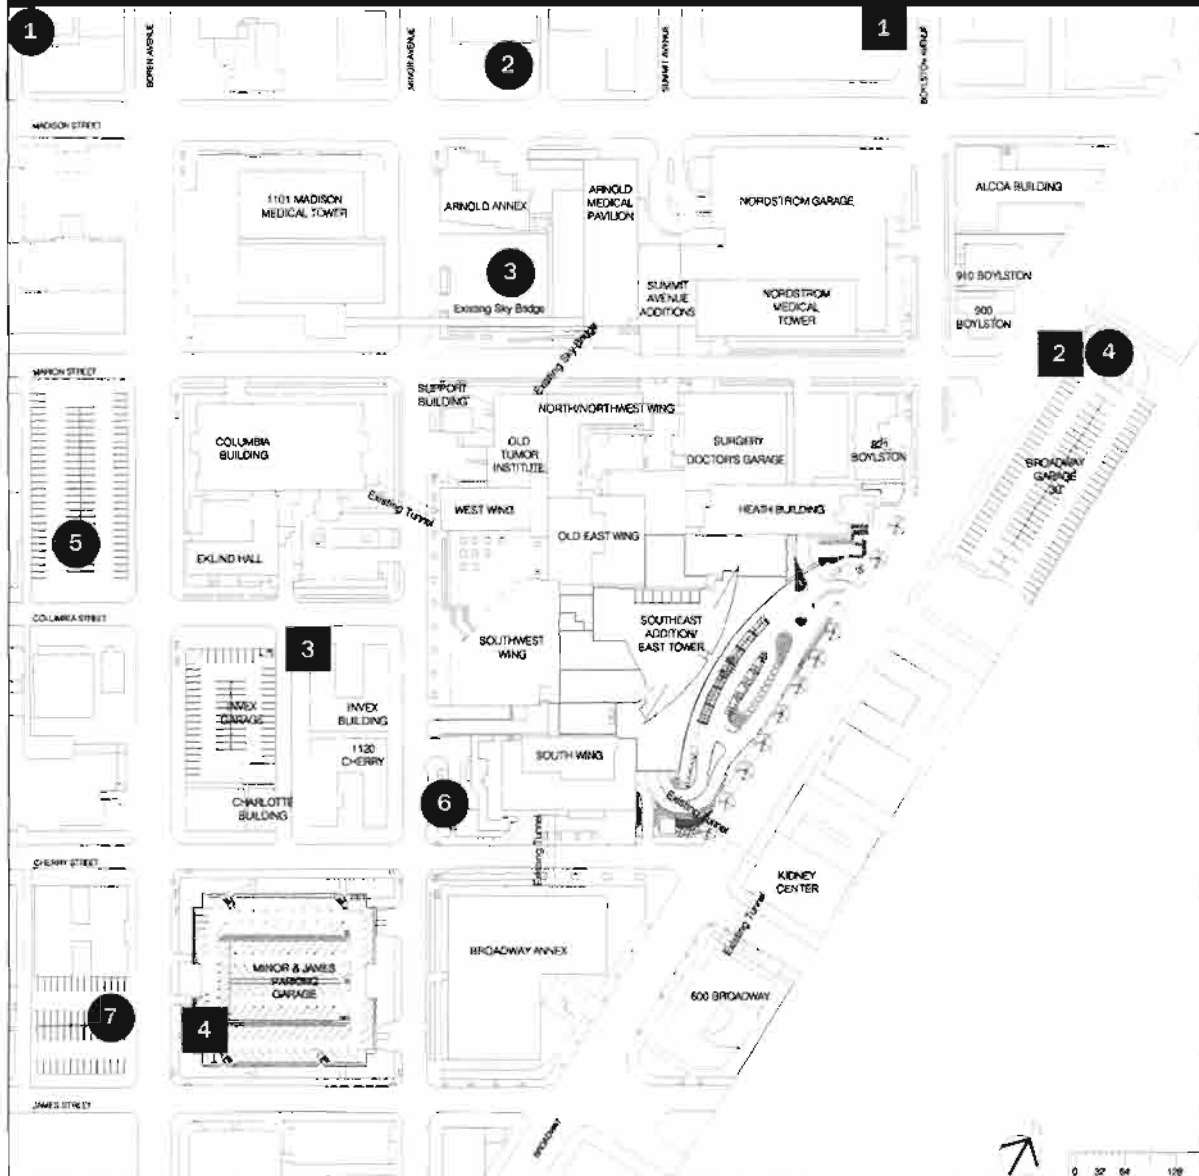 1
BOREN AVENUE
MINOR AVENUE
2
SUMMIT AVENUE
1
BOYLSTON AVENUE
MADISON STREET
1101 MADISON
MEDICAL TOWER
ARNOLD ANNEX
ARNOLD
MEDICAL
PAVILION
NORDSTROM GARAGE
ALCOA BUILDING
3
Existing Sky Bridge
SUMMIT
AVENUE
ADDITIONS
NORDSTROM
MEDICAL
TOWER
910 BOYLSTON
900
BOYLSTON
Existing Sky Bridge
2
4
MARION STREET
SUPPORT
BUILDING
NORTH/NORTHWEST WING
COLUMBIA
BUILDING
OLD
TUMOR
INSTITUTE
SURGERY
DOCTOR'S GARAGE
BOYLSTON
BROADWAY
GARAGE
30'
Existing Tunnel
WEST WING
HEATH BUILDING
5
EKLIND HALL
OLD EAST WING
COLUMBIA STREET
3
SOUTHWEST
WING
SOUTHEAST
ADDITION/
EAST TOWER
INVEX
GARAGE
INVEX
BUILDING
1120
CHERRY
SOUTH WING
CHARLOTTE
BUILDING
6
Existing Tunnel
Existing Tunnel
CHERRY STREET
KIDNEY
CENTER
Existing Tunnel
BROADWAY ANNEX
MINOR & JAMES
PARKING
GARAGE
600 BROADWAY
7
4
JAMES STREET
BROADWAY
0 32' 64' 128'